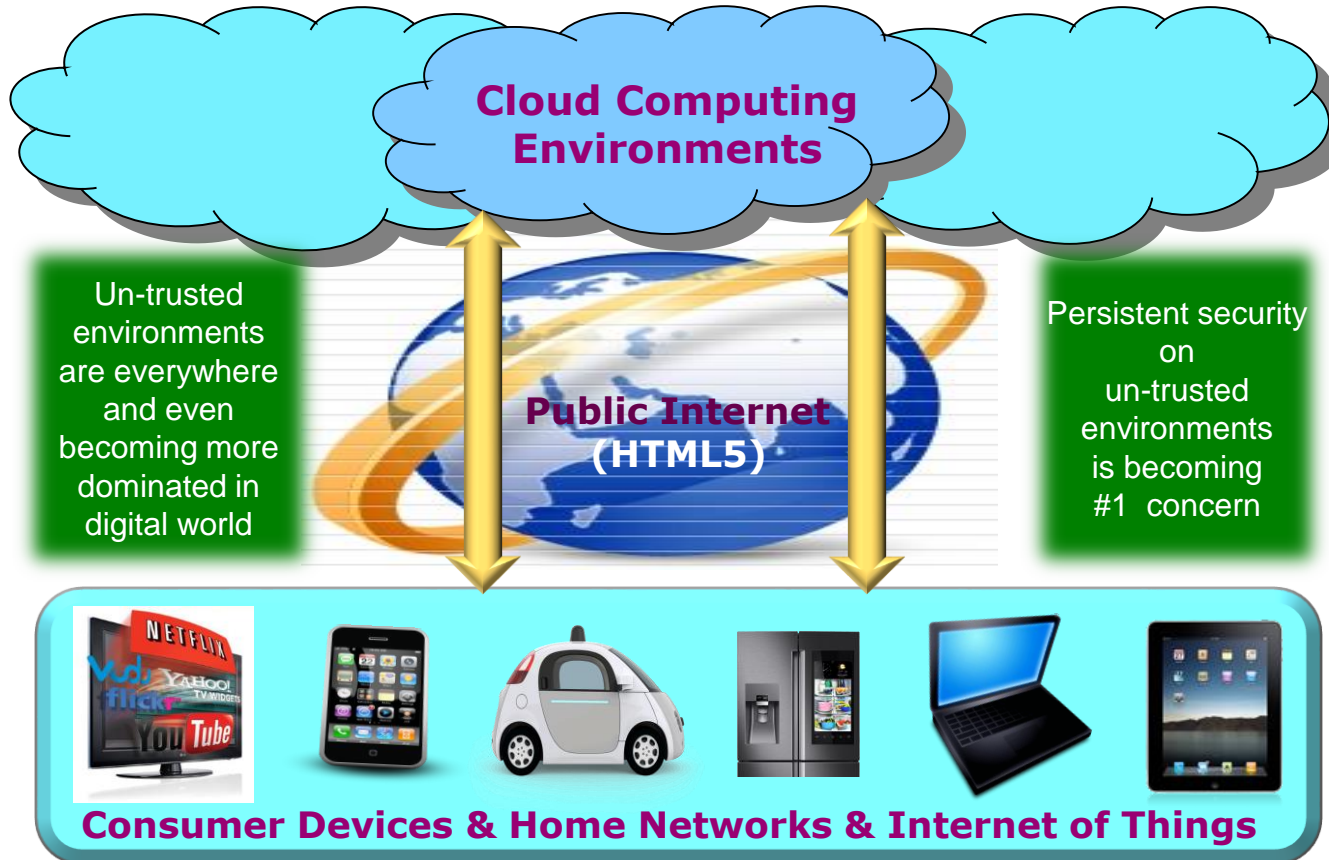 Cloud Computing
Environments
Un-trusted
environments
are everywhere
and even
becoming more
dominated in
digital world
Public Internet
(HTML5)
Persistent security
on
un-trusted
environments
is becoming
#1 concern
NETFLIX
Vudu
YAHOO!
TV WIDGETS
flickr
YouTube
Consumer Devices & Home Networks & Internet of Things